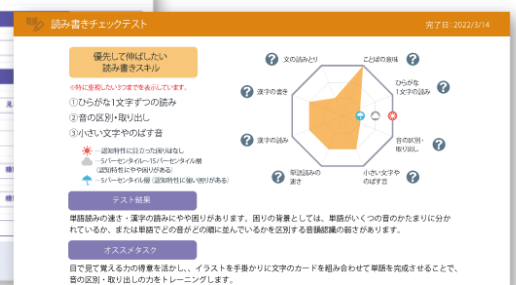 読み書きチェックテスト
完了日：2022/3/14
優先して伸ばしたい
読み書きスキル
※特に重視したい3つまでを表示しています。
①ひらがな1文字ずつの読み
②音の区別・取り出し
③小さい文字やのばす音
…認知特性に目立った困りはなし
…5パーセンタイル～15パーセンタイル層
（認知特性にやや困りがある）
…5パーセンタイル層（認知特性に強い困りがある）
文の読みとり ?
ことばの意味 ?
ひらがな
1文字の読み ?
音の区別・
取り出し ?
小さい文字や
のばす音 ?
単語読みの
速さ ?
漢字の読み ?
漢字の書き ?
テスト結果
単語読みの速さ・漢字の読みにやや困りがあります。困りの背景としては、単語がいくつの音のかたまりに分か
れているか、または単語でどの音がどの順に並んでいるかを区別する音韻認識の弱さがあります。
オススメタスク
目で見て覚える力の得意を活かし、、イラストを手掛かりに文字のカードを組み合わせて単語を完成させることで、
音の区別・取り出しの力をトレーニングします。